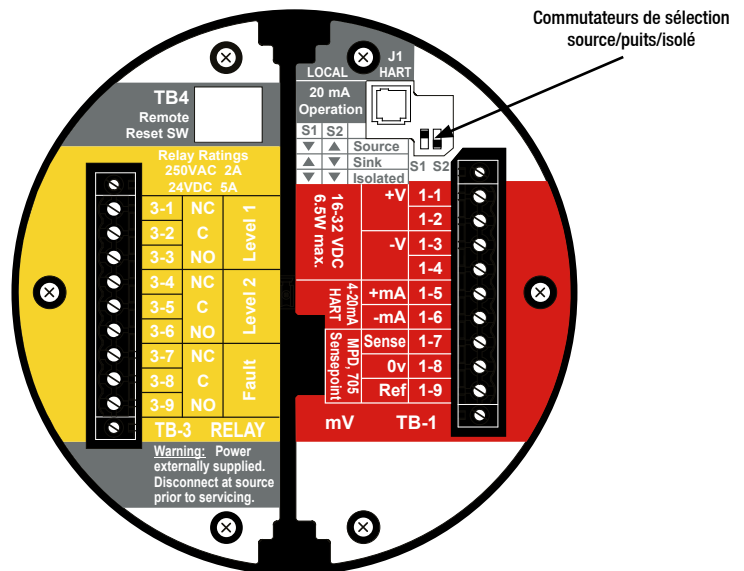 Commutateurs de sélection
source/puits/isolé
J1
LOCAL HART
20 mA
Operation
S1 S2
▼ ▲ Source
▲ ▼ Sink
▼ ▼ Isolated
S1 S2
TB4
Remote
Reset SW
Relay Ratings
250VAC 2A
24VDC 5A
3-1 NC
3-2 C
3-3 NO
Level 1
3-4 NC
3-5 C
3-6 NO
Level 2
3-7 NC
3-8 C
3-9 NO
Fault
TB-3 RELAY
Warning: Power
externally supplied.
Disconnect at source
prior to servicing.
16-32 VDC
6.5W max.
+V 1-1
1-2
-V 1-3
1-4
4-20mA
HART
+mA 1-5
-mA 1-6
MPD, 705
Sensepoint
Sense 1-7
0v 1-8
Ref 1-9
mV TB-1